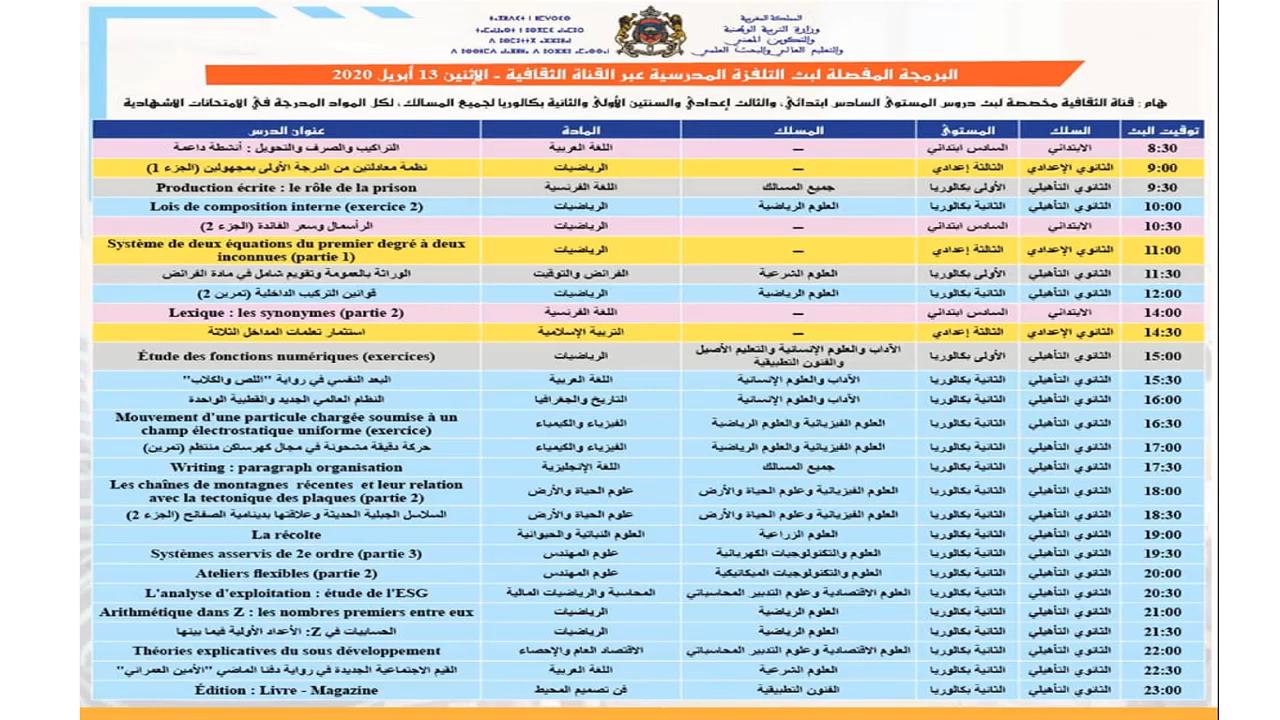 المملكة المغربية
وزارة التربية الوطنية
والتكوين المهني
والتعليم العالي والبحث العلمي
البرمجة المفصلة لبث التلفزة المدرسية عبر القناة الثقافية - الإثنين 13 أبريل 2020
هام : قناة الثقافية مخصصة لبث دروس المستوى السادس ابتدائي، والثالث إعدادي والسنتين الأولى والثانية بكالوريا لجميع المسالك، لكل المواد المدرجة في الامتحانات الاشهادية
توقيت البث السلك المستوى المسلك المادة عنوان الدرس
8:30 الابتدائي السادس ابتدائي — اللغة العربية التراكيب والصرف والتحويل : أنشطة داعمة
9:00 الثانوي الإعدادي الثالثة إعدادي — الرياضيات نظمة معادلتين من الدرجة الأولى بمجهولين (الجزء 1)
9:30 الثانوي التأهيلي الأولى بكالوريا جميع المسالك اللغة الفرنسية Production écrite : le rôle de la prison
10:00 الثانوي التأهيلي الثانية بكالوريا العلوم الرياضية الرياضيات Lois de composition interne (exercice 2)
10:30 الابتدائي السادس ابتدائي — الرياضيات الرأسمال وسعر الفائدة (الجزء 2)
11:00 الثانوي الإعدادي الثالثة إعدادي — الرياضيات Système de deux équations du premier degré à deux
inconnues (partie 1)
11:30 الثانوي التأهيلي الأولى بكالوريا العلوم الشرعية الفرائض والتوقيت الوراثة بالعمومة وتقويم شامل في مادة الفرائض
12:00 الثانوي التأهيلي الثانية بكالوريا العلوم الرياضية الرياضيات قوانين التركيب الداخلية (تمرين 2)
14:00 الابتدائي السادس ابتدائي — اللغة الفرنسية Lexique : les synonymes (partie 2)
14:30 الثانوي الإعدادي الثالثة إعدادي — التربية الإسلامية استثمار تعلمات المداخل الثلاثة
15:00 الثانوي التأهيلي الأولى بكالوريا الآداب والعلوم الإنسانية والتعليم الأصيل
والفنون التطبيقية الرياضيات Étude des fonctions numériques (exercices)
15:30 الثانوي التأهيلي الثانية بكالوريا الآداب والعلوم الإنسانية اللغة العربية البعد النفسي في رواية "اللص والكلاب"
16:00 الثانوي التأهيلي الثانية بكالوريا الآداب والعلوم الإنسانية التاريخ والجغرافيا النظام العالمي الجديد والقطبية الواحدة
16:30 الثانوي التأهيلي الثانية بكالوريا العلوم الفيزيائية والعلوم الرياضية الفيزياء والكيمياء Mouvement d'une particule chargée soumise à un
champ électrostatique uniforme (exercice)
17:00 الثانوي التأهيلي الثانية بكالوريا العلوم الفيزيائية والعلوم الرياضية الفيزياء والكيمياء حركة دقيقة مشحونة في مجال كهرساكن منتظم (تمرين)
17:30 الثانوي التأهيلي الثانية بكالوريا جميع المسالك اللغة الإنجليزية Writing : paragraph organisation
18:00 الثانوي التأهيلي الثانية بكالوريا العلوم الفيزيائية وعلوم الحياة والأرض علوم الحياة والأرض Les chaînes de montagnes récentes et leur relation
avec la tectonique des plaques (partie 2)
18:30 الثانوي التأهيلي الثانية بكالوريا العلوم الفيزيائية وعلوم الحياة والأرض علوم الحياة والأرض السلاسل الجبلية الحديثة وعلاقتها بدينامية الصفائح (الجزء 2)
19:00 الثانوي التأهيلي الثانية بكالوريا العلوم الزراعية العلوم النباتية والحيوانية La récolte
19:30 الثانوي التأهيلي الثانية بكالوريا العلوم والتكنولوجيات الكهربائية علوم المهندس Systèmes asservis de 2e ordre (partie 3)
20:00 الثانوي التأهيلي الثانية بكالوريا العلوم والتكنولوجيات الميكانيكية علوم المهندس Ateliers flexibles (partie 2)
20:30 الثانوي التأهيلي الثانية بكالوريا العلوم الاقتصادية وعلوم التدبير المحاسباتي المحاسبة والرياضيات المالية L'analyse d'exploitation : étude de l'ESG
21:00 الثانوي التأهيلي الثانية بكالوريا العلوم الرياضية الرياضيات Arithmétique dans Z : les nombres premiers entre eux
21:30 الثانوي التأهيلي الثانية بكالوريا العلوم الرياضية الرياضيات الحسابيات في Z: الأعداد الأولية فيما بينها
22:00 الثانوي التأهيلي الثانية بكالوريا العلوم الاقتصادية وعلوم التدبير المحاسباتي الاقتصاد العام والإحصاء Théories explicatives du sous développement
22:30 الثانوي التأهيلي الثانية بكالوريا العلوم الشرعية اللغة العربية القيم الاجتماعية الجديدة في رواية دفنا الماضي "الأمين العمراني"
23:00 الثانوي التأهيلي الثانية بكالوريا الفنون التطبيقية فن تصميم المحيط Édition : Livre - Magazine